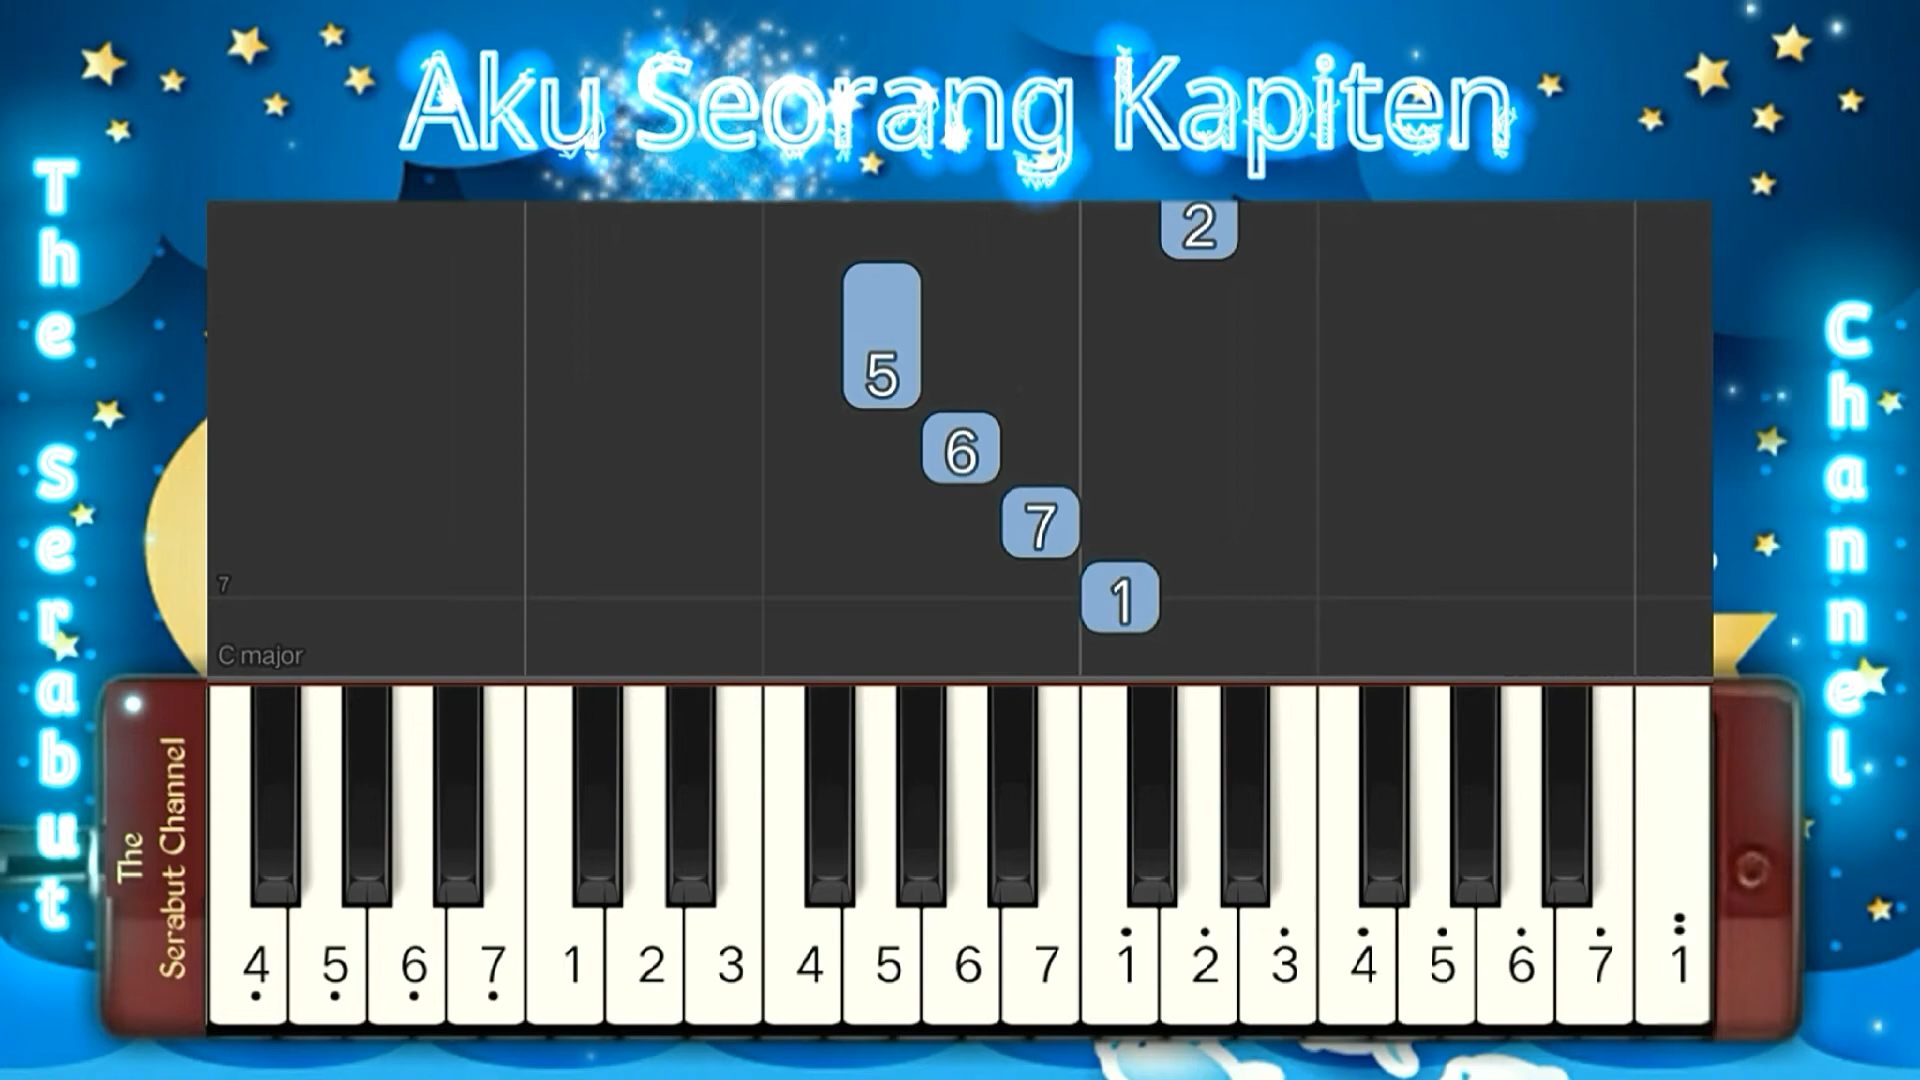 Aku Seorang Kapiten
The Serabut
Channel
2
5
6
7
1
7
C major
The
Serabut Channel
4 5 6 7 1 2 3 4 5 6 7 1 2 3 4 5 6 7 1